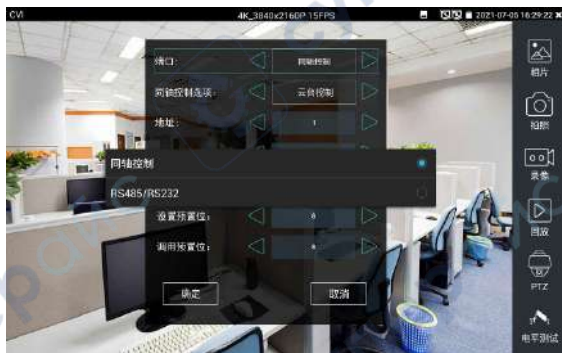 CVI
4K_3840x2160P 15FPS
2021-07-06 16:29:22
端口：
同轴控制
同轴控制选项：
云台控制
地址：
1
同轴控制
RS485/RS232
设置预置位：
调用预置位：
确定
取消
相片
拍照
录像
回放
PTZ
电平测试